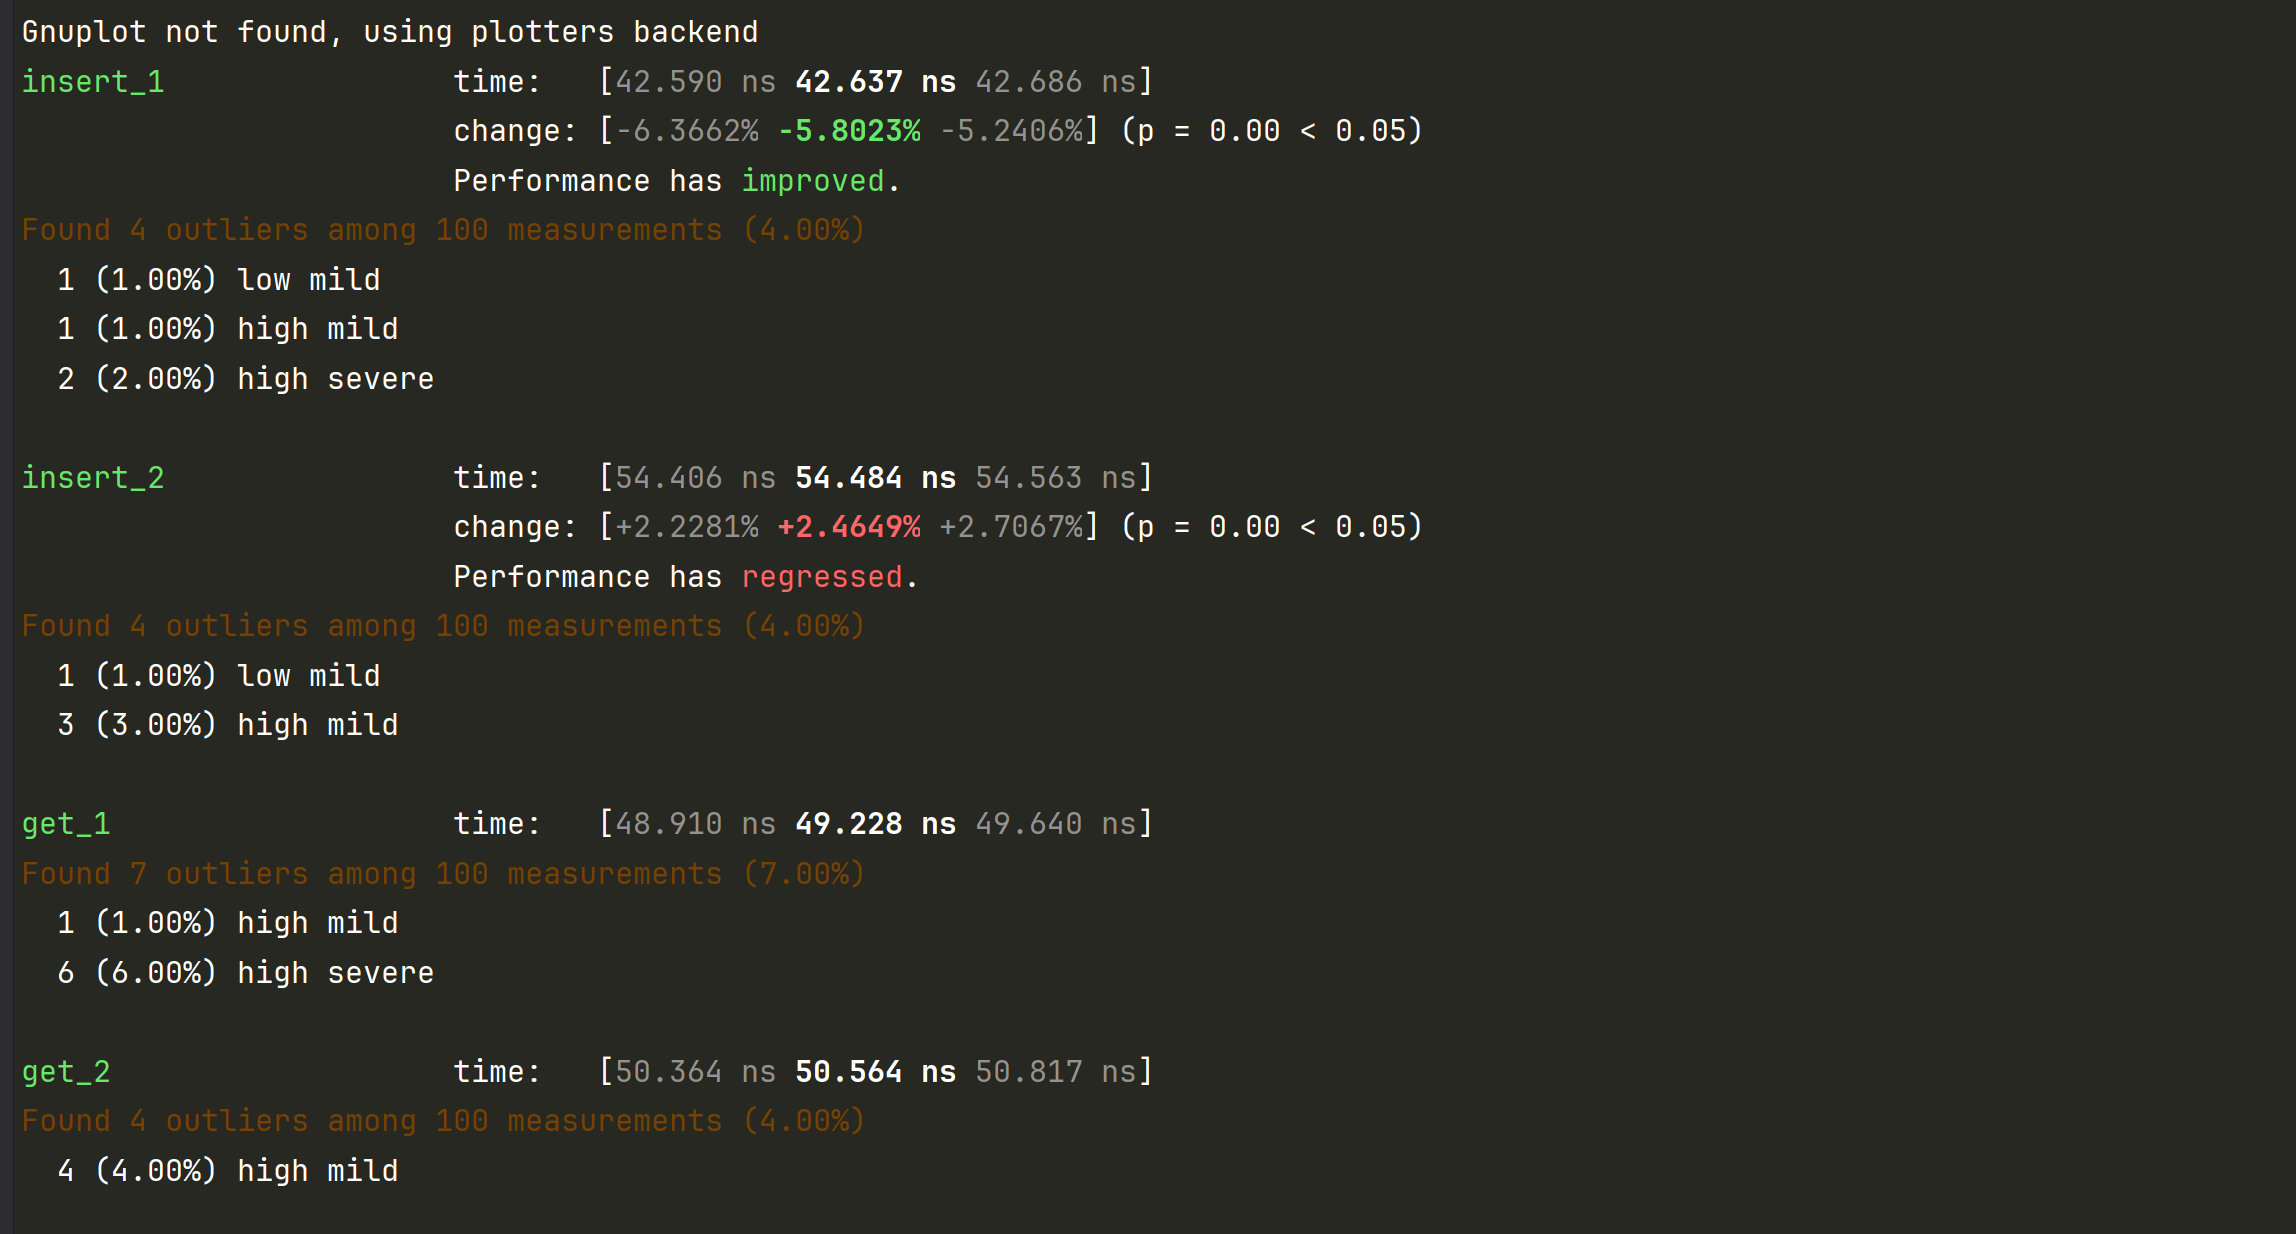 Gnuplot not found, using plotters backend
insert_1                time:   [42.590 ns 42.637 ns 42.686 ns]
                        change: [-6.3662% -5.8023% -5.2406%] (p = 0.00 < 0.05)
                        Performance has improved.
Found 4 outliers among 100 measurements (4.00%)
  1 (1.00%) low mild
  1 (1.00%) high mild
  2 (2.00%) high severe

insert_2                time:   [54.406 ns 54.484 ns 54.563 ns]
                        change: [+2.2281% +2.4649% +2.7067%] (p = 0.00 < 0.05)
                        Performance has regressed.
Found 4 outliers among 100 measurements (4.00%)
  1 (1.00%) low mild
  3 (3.00%) high mild

get_1                   time:   [48.910 ns 49.228 ns 49.640 ns]
Found 7 outliers among 100 measurements (7.00%)
  1 (1.00%) high mild
  6 (6.00%) high severe

get_2                   time:   [50.364 ns 50.564 ns 50.817 ns]
Found 4 outliers among 100 measurements (4.00%)
  4 (4.00%) high mild